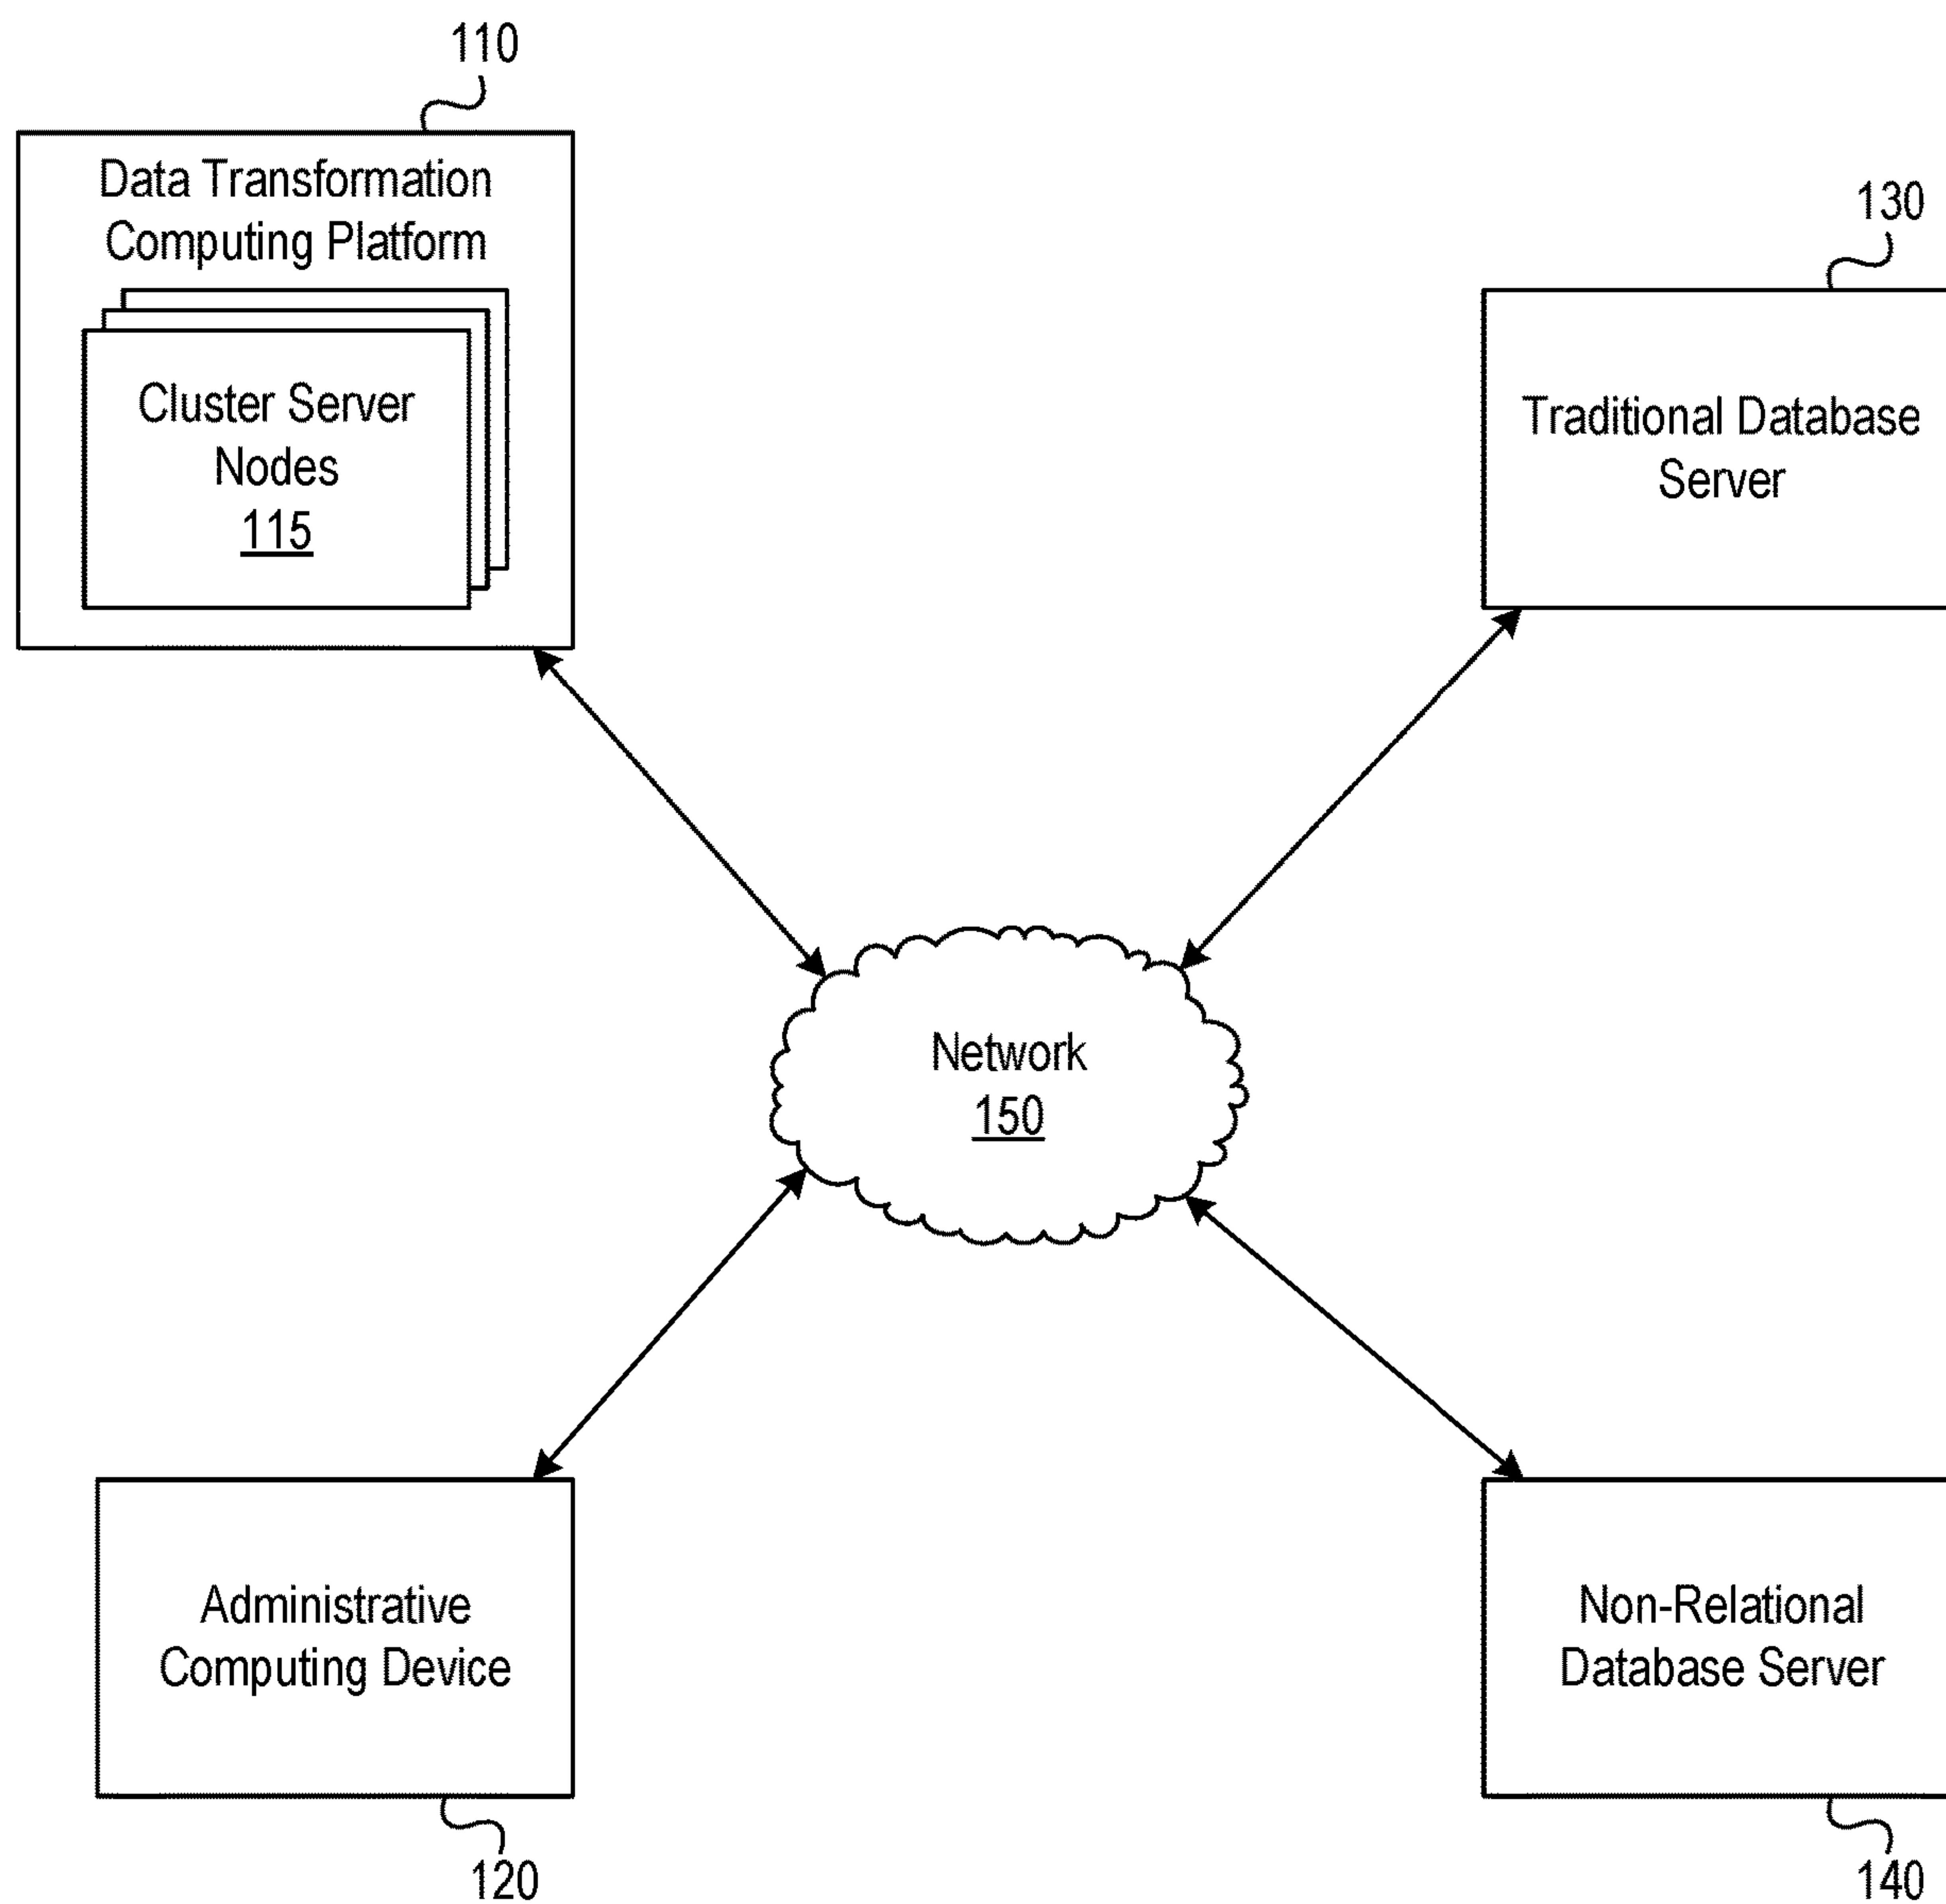 110
Data Transformation
Computing Platform
Cluster Server
Nodes
115
130
Traditional Database
Server
Network
150
Administrative
Computing Device
120
Non-Relational
Database Server
140